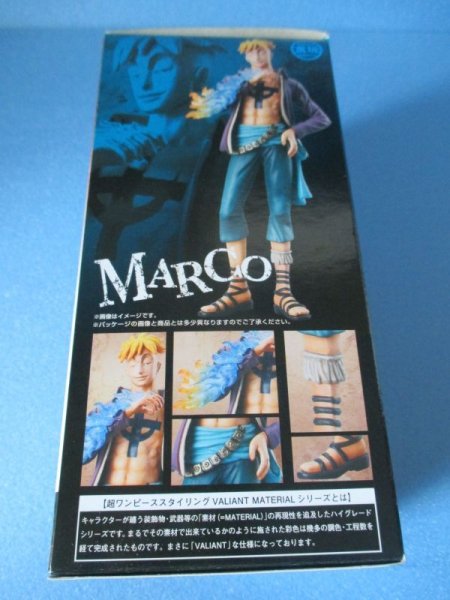 MARCO
※画像はイメージです。
※パッケージの画像と商品とは多少異なりますのでご了承ください。
【超ワンピーススタイリング VALIANT MATERIAL シリーズとは】
キャラクターが纏う装飾物・武器等の「素材(=MATERIAL)」の再現性を追及したハイグレード
シリーズです。まるでその素材で出来ているかのように施された彩色は幾多の調色・工程数を
経て完成されたものです。まさに「VALIANT」な仕様になっております。